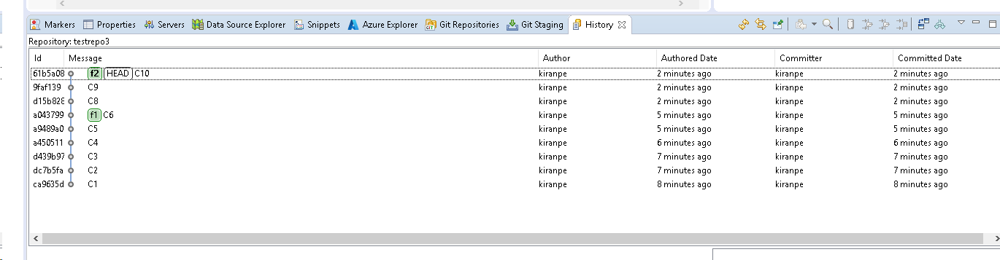 Markers Properties Servers Data Source Explorer Snippets Azure Explorer Git Repositories Git Staging History
Repository: testrepo3
Id Message Author Authored Date Committer Committed Date
61b5a08 f2 HEAD C10 kiranpe 2 minutes ago kiranpe 2 minutes ago
9faf139 C9 kiranpe 2 minutes ago kiranpe 2 minutes ago
d15b828 C8 kiranpe 2 minutes ago kiranpe 2 minutes ago
a043799 f1 C6 kiranpe 5 minutes ago kiranpe 5 minutes ago
a9489a0 C5 kiranpe 5 minutes ago kiranpe 5 minutes ago
a450511 C4 kiranpe 6 minutes ago kiranpe 6 minutes ago
d439b97 C3 kiranpe 7 minutes ago kiranpe 7 minutes ago
dc7b5fa C2 kiranpe 7 minutes ago kiranpe 7 minutes ago
ca9635d C1 kiranpe 8 minutes ago kiranpe 8 minutes ago